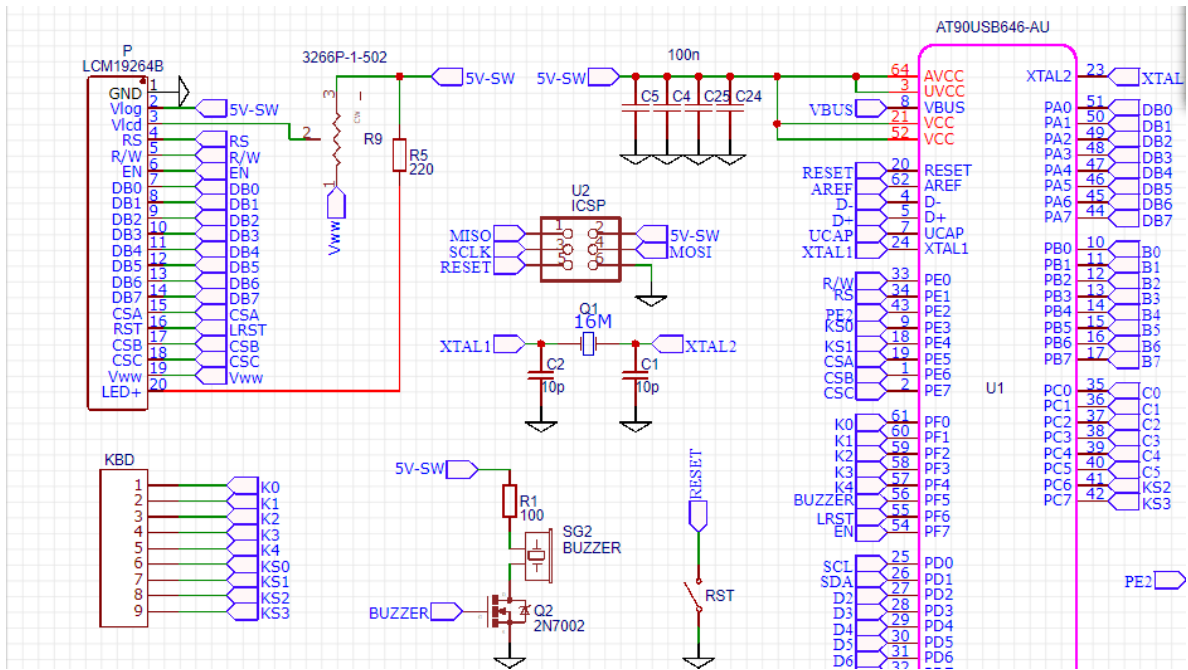 P
LCM19264B
GND 1
Vlog 2 5V-SW
Vlcd 3
RS 4 RS
R/W 5 R/W
EN 6 EN
DB0 7 DB0
DB1 8 DB1
DB2 9 DB2
DB3 10 DB3
DB4 11 DB4
DB5 12 DB5
DB6 13 DB6
DB7 14 DB7
CSA 15 CSA
RST 16 LRST
CSB 17 CSB
CSC 18 CSC
Vww 19 Vww
LED+ 20
3266P-1-502
3
CW
2
1
R9
Vww
5V-SW
R5
220
5V-SW
100n
C5 C4 C25 C24
U2
ICSP
MISO 1 2 5V-SW
SCLK 3 4 MOSI
RESET 5 6
Q1
16M
XTAL1 XTAL2
C2
10p
C1
10p
KBD
1 K0
2 K1
3 K2
4 K3
5 K4
6 KS0
7 KS1
8 KS2
9 KS3
5V-SW
R1
100
SG2
BUZZER
BUZZER
Q2
2N7002
RESET
RST
AT90USB646-AU
64 AVCC
3 UVCC
VBUS 8 VBUS
21 VCC
52 VCC
RESET 20 RESET
AREF 62 AREF
D- 4 D-
D+ 5 D+
UCAP 7 UCAP
XTAL1 24 XTAL1
R/W 33 PE0
RS 34 PE1
PE2 43 PE2
KS0 9 PE3
KS1 18 PE4
CSA 19 PE5
CSB 1 PE6
CSC 2 PE7
K0 61 PF0
K1 60 PF1
K2 59 PF2
K3 58 PF3
K4 57 PF4
BUZZER 56 PF5
LRST 55 PF6
EN 54 PF7
SCL 25 PD0
SDA 26 PD1
D2 27 PD2
D3 28 PD3
D4 29 PD4
D5 30 PD5
D6 31 PD6
32
U1
XTAL2 23 XTAL
PA0 51 DB0
PA1 50 DB1
PA2 49 DB2
PA3 48 DB3
PA4 47 DB4
PA5 46 DB5
PA6 45 DB6
PA7 44 DB7
PB0 10 B0
PB1 11 B1
PB2 12 B2
PB3 13 B3
PB4 14 B4
PB5 15 B5
PB6 16 B6
PB7 17 B7
PC0 35 C0
PC1 36 C1
PC2 37 C2
PC3 38 C3
PC4 39 C4
PC5 40 C5
PC6 41 KS2
PC7 42 KS3
PE2